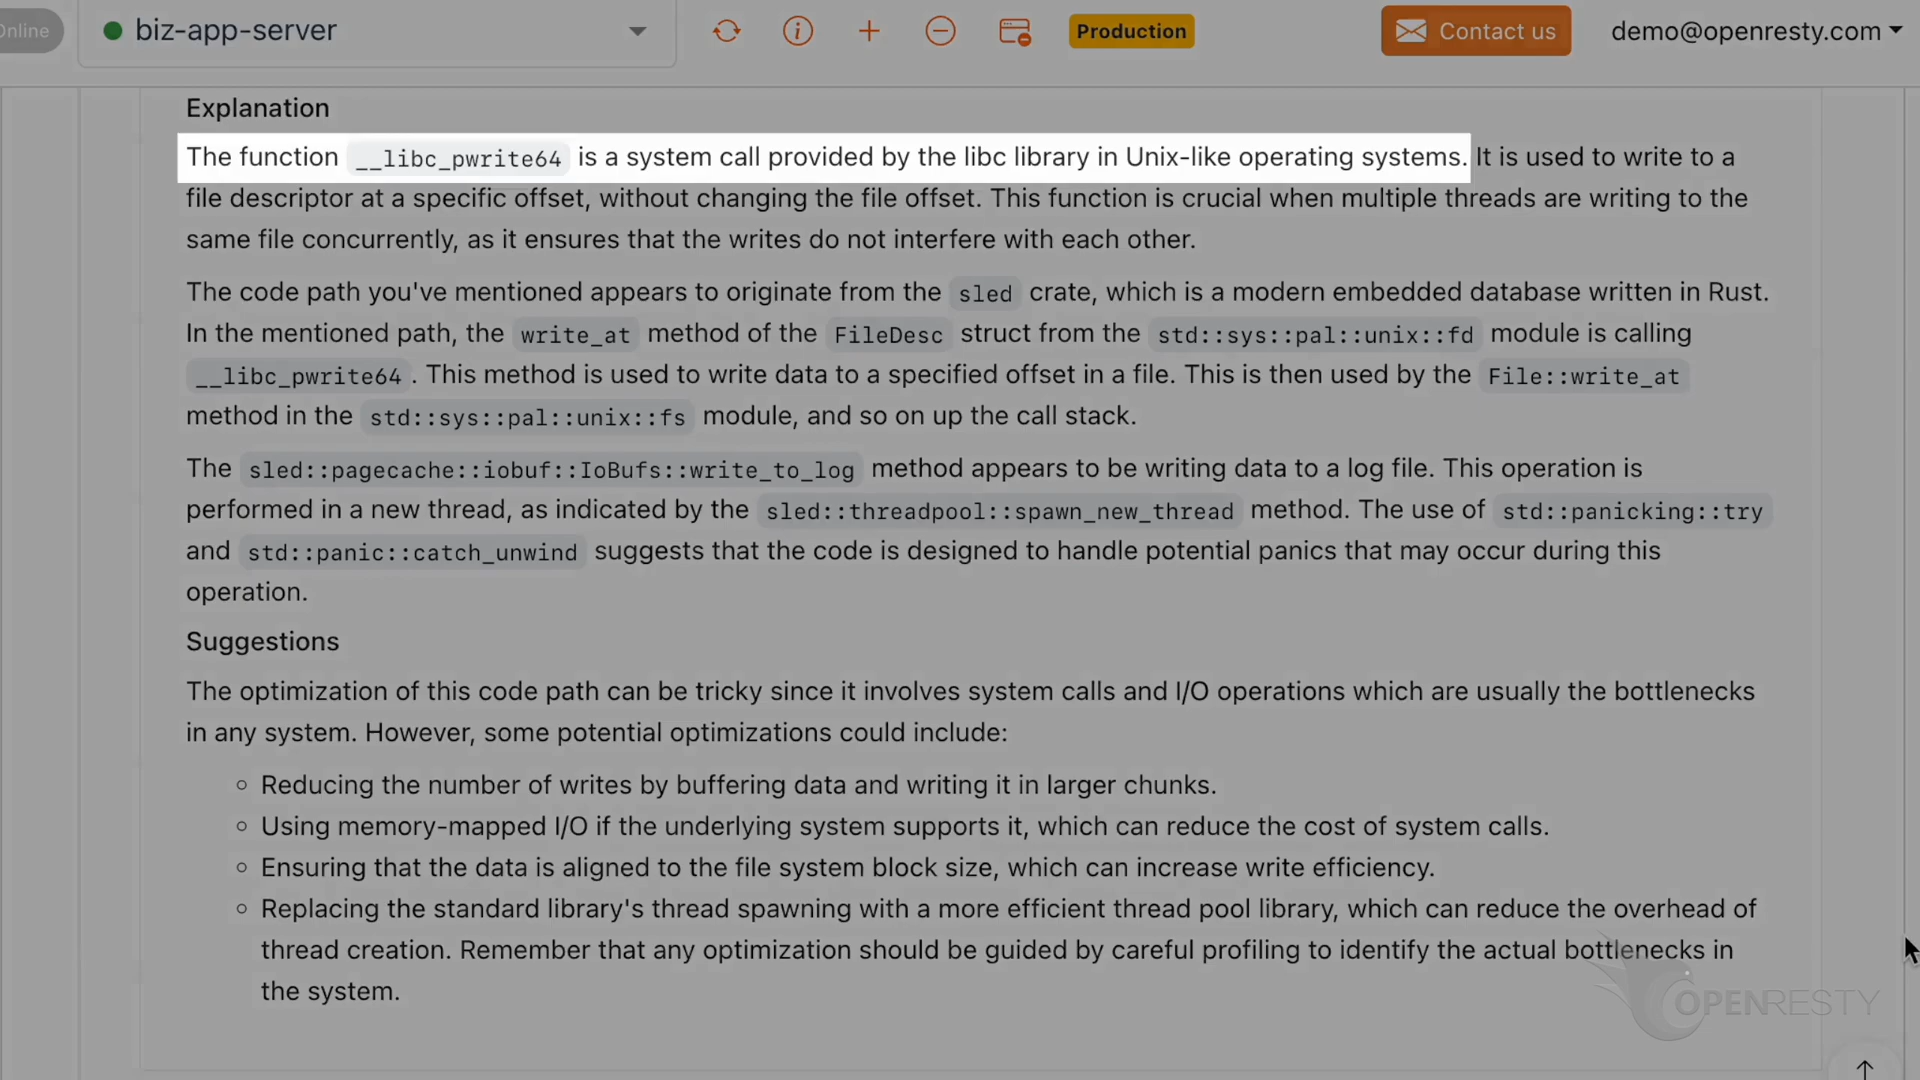 Online
biz-app-server
Production
Contact us
demo@openresty.com
Explanation
The function __libc_pwrite64 is a system call provided by the libc library in Unix-like operating systems. It is used to write to a
file descriptor at a specific offset, without changing the file offset. This function is crucial when multiple threads are writing to the
same file concurrently, as it ensures that the writes do not interfere with each other.
The code path you've mentioned appears to originate from the sled crate, which is a modern embedded database written in Rust.
In the mentioned path, the write_at method of the FileDesc struct from the std::sys::pal::unix::fd module is calling
__libc_pwrite64 . This method is used to write data to a specified offset in a file. This is then used by the File::write_at
method in the std::sys::pal::unix::fs module, and so on up the call stack.
The sled::pagecache::iobuf::IoBufs::write_to_log method appears to be writing data to a log file. This operation is
performed in a new thread, as indicated by the sled::threadpool::spawn_new_thread method. The use of std::panicking::try
and std::panic::catch_unwind suggests that the code is designed to handle potential panics that may occur during this
operation.
Suggestions
The optimization of this code path can be tricky since it involves system calls and I/O operations which are usually the bottlenecks
in any system. However, some potential optimizations could include:
Reducing the number of writes by buffering data and writing it in larger chunks.
Using memory-mapped I/O if the underlying system supports it, which can reduce the cost of system calls.
Ensuring that the data is aligned to the file system block size, which can increase write efficiency.
Replacing the standard library's thread spawning with a more efficient thread pool library, which can reduce the overhead of
thread creation. Remember that any optimization should be guided by careful profiling to identify the actual bottlenecks in
the system.
OPENRESTY